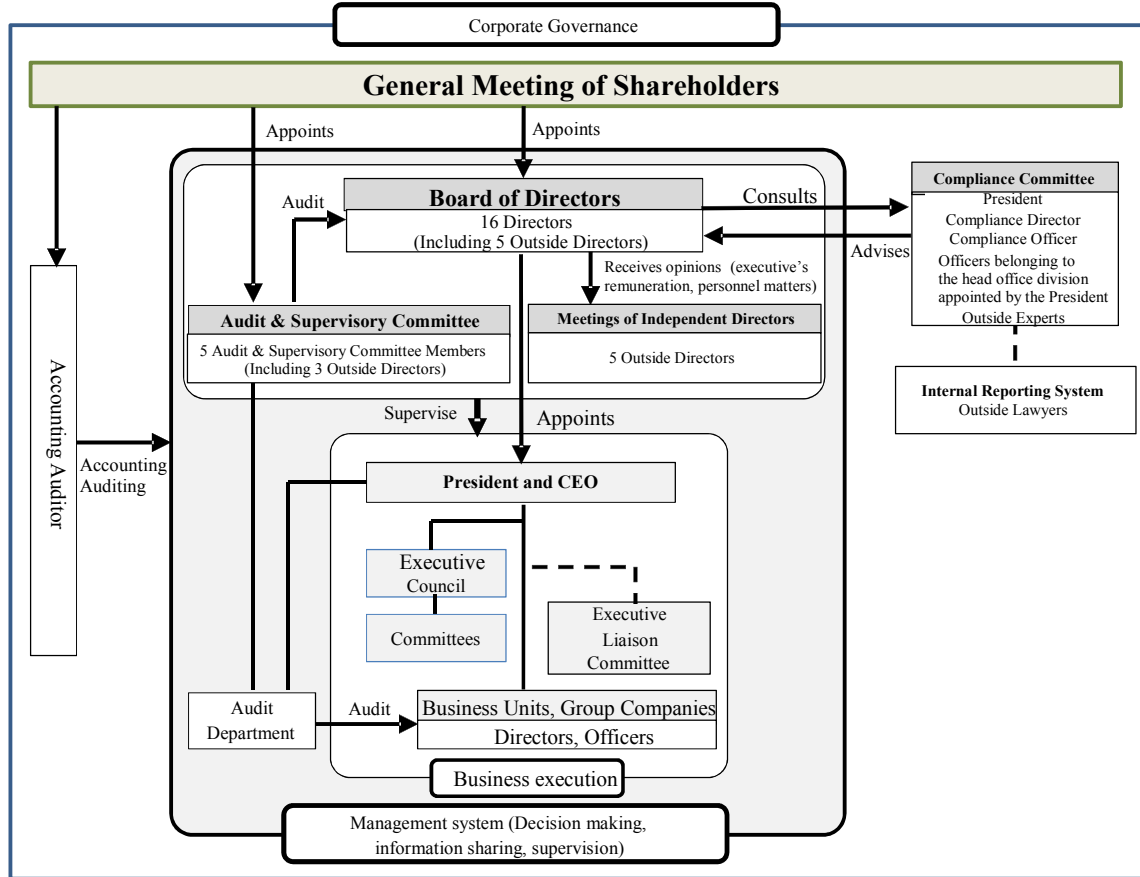 Corporate Governance
General Meeting of Shareholders
Appoints
Appoints
Board of Directors
16 Directors
(Including 5 Outside Directors)
Audit
Consults
Advises
Compliance Committee
President
Compliance Director
Compliance Officer
Officers belonging to
the head office division
appointed by the President
Outside Experts
Receives opinions (executive's
remuneration, personnel matters)
Audit & Supervisory Committee
5 Audit & Supervisory Committee Members
(Including 3 Outside Directors)
Meetings of Independent Directors
5 Outside Directors
Internal Reporting System
Outside Lawyers
Accounting Auditor
Accounting
Auditing
Supervise
Appoints
President and CEO
Executive
Council
Committees
Executive
Liaison
Committee
Audit
Department
Audit
Business Units, Group Companies
Directors, Officers
Business execution
Management system (Decision making,
information sharing, supervision)